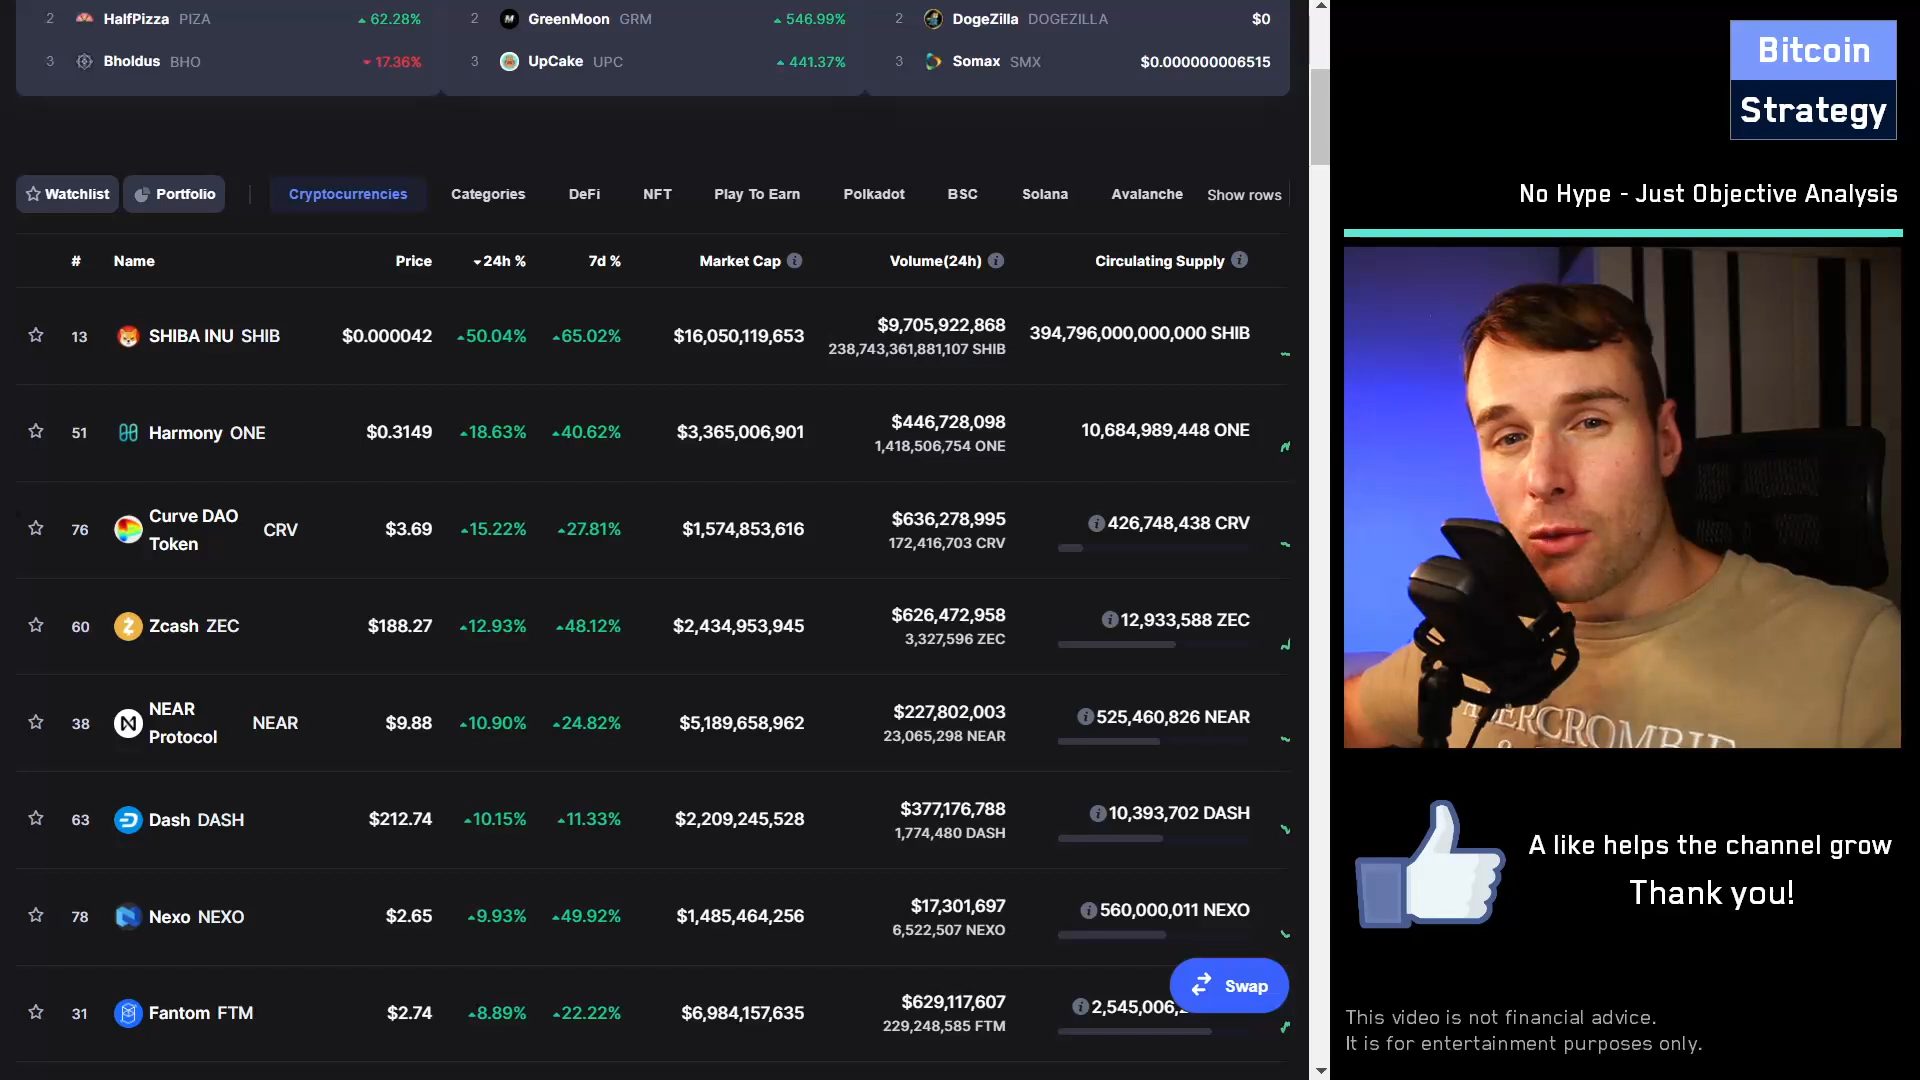 2 HalfPizza PIZA 62.28% 2 GreenMoon GRM 546.99% 2 DogeZilla DOGEZILLA $0
3 Bholdus BHO 17.36% 3 UpCake UPC 441.37% 3 Somax SMX $0.000000006515
Watchlist Portfolio Cryptocurrencies Categories DeFi NFT Play To Earn Polkadot BSC Solana Avalanche Show rows
# Name Price 24h % 7d % Market Cap Volume(24h) Circulating Supply
13 SHIBA INU SHIB $0.000042 50.04% 65.02% $16,050,119,653 $9,705,922,868 394,796,000,000,000 SHIB
238,743,361,881,107 SHIB
51 Harmony ONE $0.3149 18.63% 40.62% $3,365,006,901 $446,728,098 10,684,989,448 ONE
1,418,506,754 ONE
76 Curve DAO Token CRV $3.69 15.22% 27.81% $1,574,853,616 $636,278,995 426,748,438 CRV
172,416,703 CRV
60 Zcash ZEC $188.27 12.93% 48.12% $2,434,953,945 $626,472,958 12,933,588 ZEC
3,327,596 ZEC
38 NEAR Protocol NEAR $9.88 10.90% 24.82% $5,189,658,962 $227,802,003 525,460,826 NEAR
23,065,298 NEAR
63 Dash DASH $212.74 10.15% 11.33% $2,209,245,528 $377,176,788 10,393,702 DASH
1,774,480 DASH
78 Nexo NEXO $2.65 9.93% 49.92% $1,485,464,256 $17,301,697 560,000,011 NEXO
6,522,507 NEXO
Swap
31 Fantom FTM $2.74 8.89% 22.22% $6,984,157,635 $629,117,607 2,545,006,
229,248,585 FTM
Bitcoin
Strategy
No Hype - Just Objective Analysis
A like helps the channel grow
Thank you!
This video is not financial advice.
It is for entertainment purposes only.